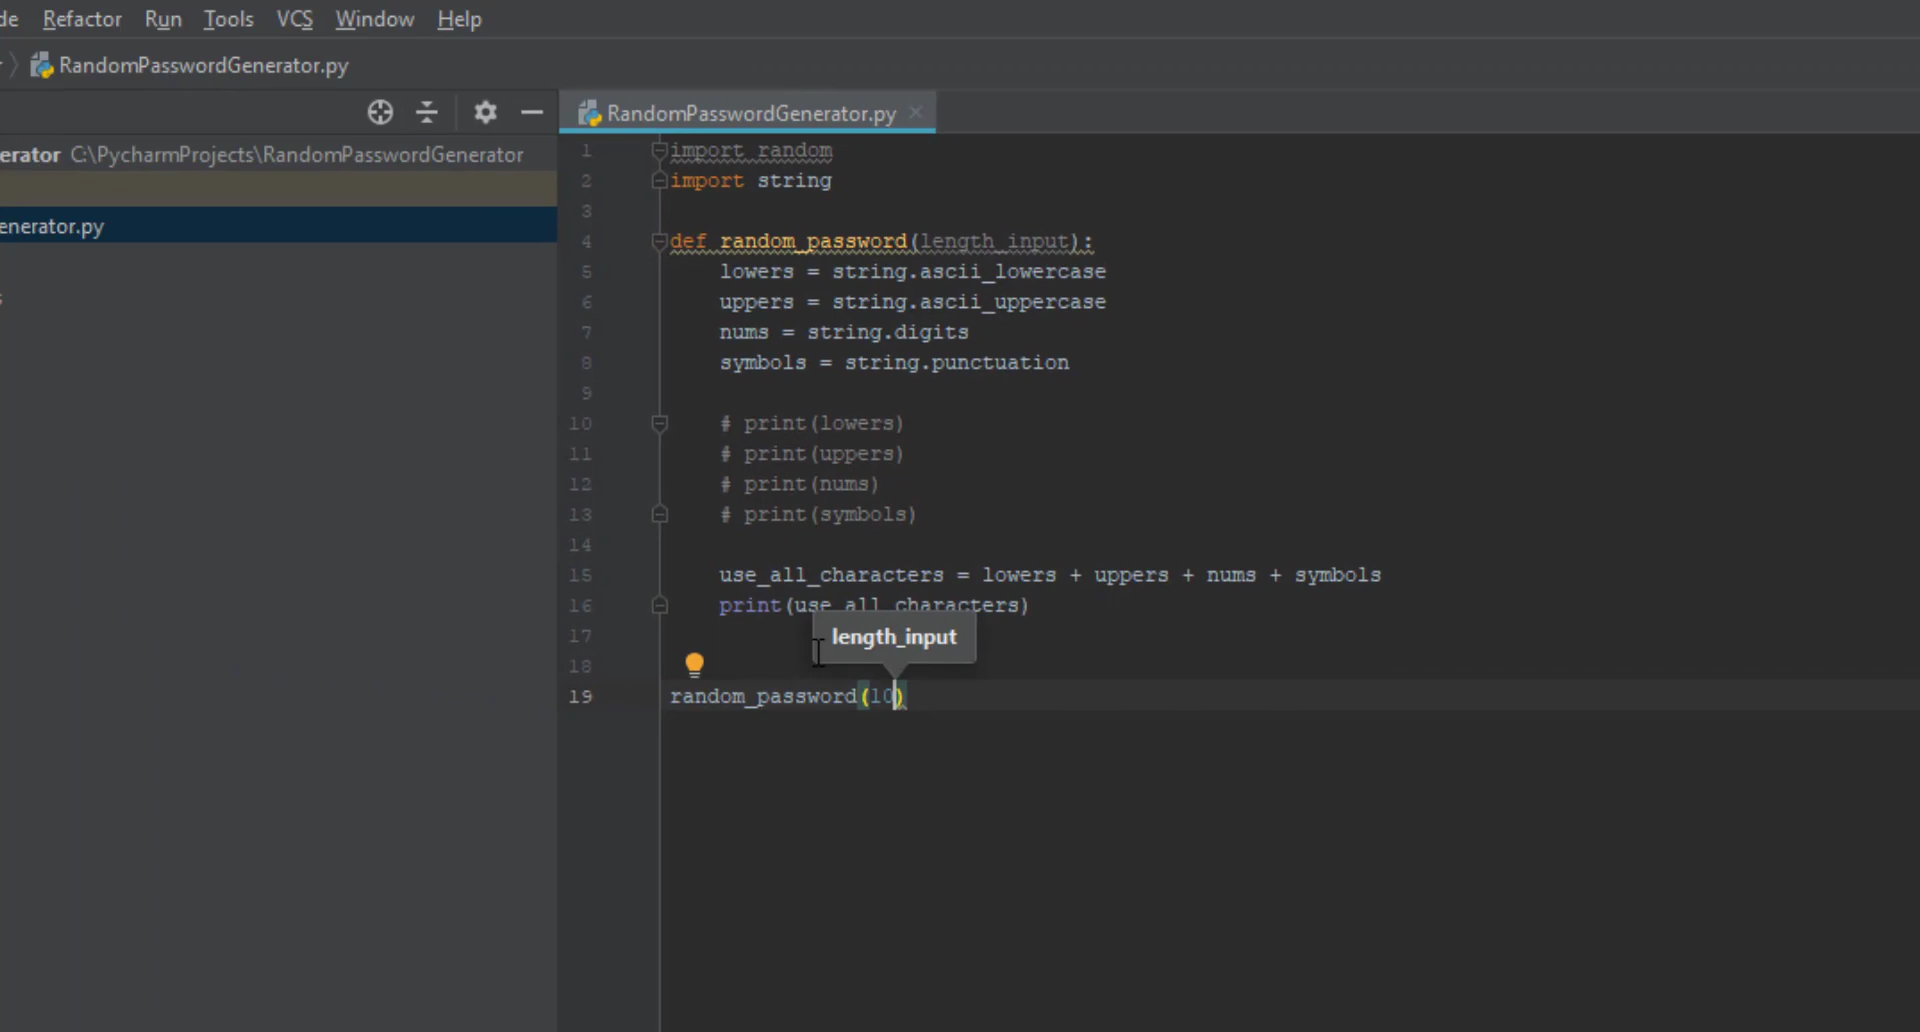 de Refactor Run Tools VCS Window Help
RandomPasswordGenerator.py
RandomPasswordGenerator.py
erator C:\PycharmProjects\RandomPasswordGenerator
enerator.py
1 import random
2 import string
3
4 def random_password(length_input):
5 lowers = string.ascii_lowercase
6 uppers = string.ascii_uppercase
7 nums = string.digits
8 symbols = string.punctuation
9
10 # print(lowers)
11 # print(uppers)
12 # print(nums)
13 # print(symbols)
14
15 use_all_characters = lowers + uppers + nums + symbols
16 print(use_all_characters)
17 length_input
18
19 random_password(10)